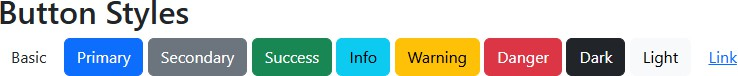 Button Styles
Basic Primary Secondary Success Info Warning Danger Dark Light Link